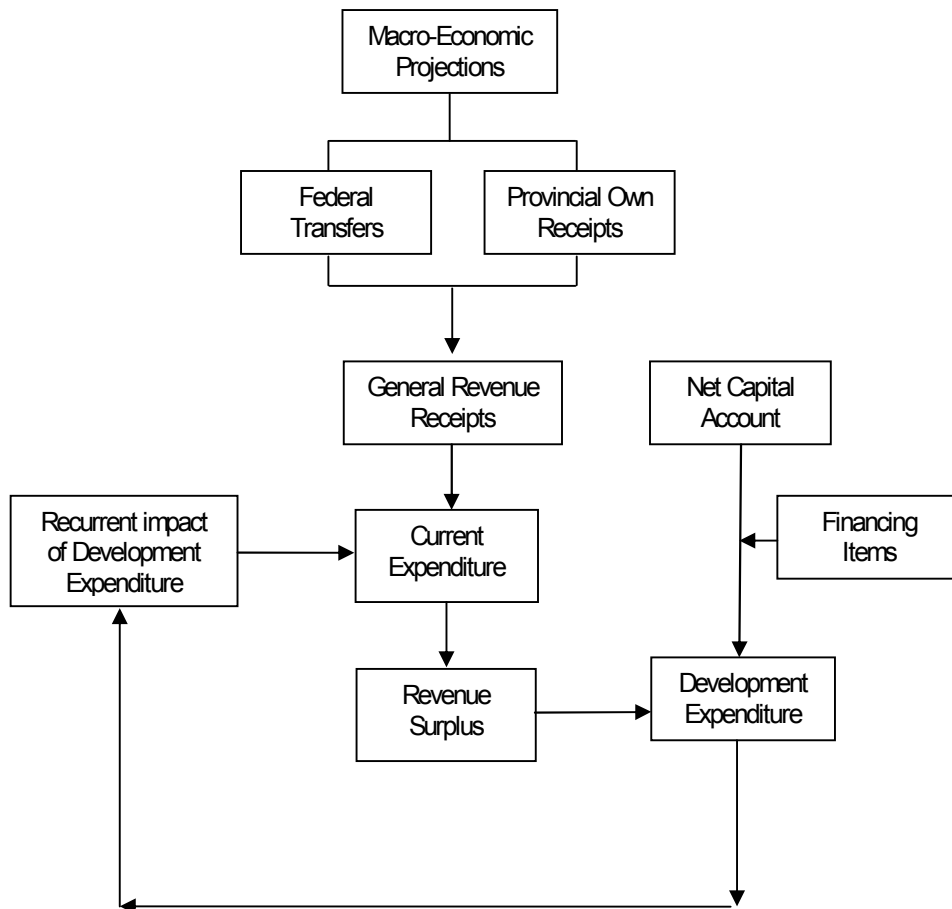 Macro-Economic
Projections
Federal
Transfers
Provincial Own
Receipts
General Revenue
Receipts
Net Capital
Account
Recurrent impact
of Development
Expenditure
Current
Expenditure
Financing
Items
Revenue
Surplus
Development
Expenditure